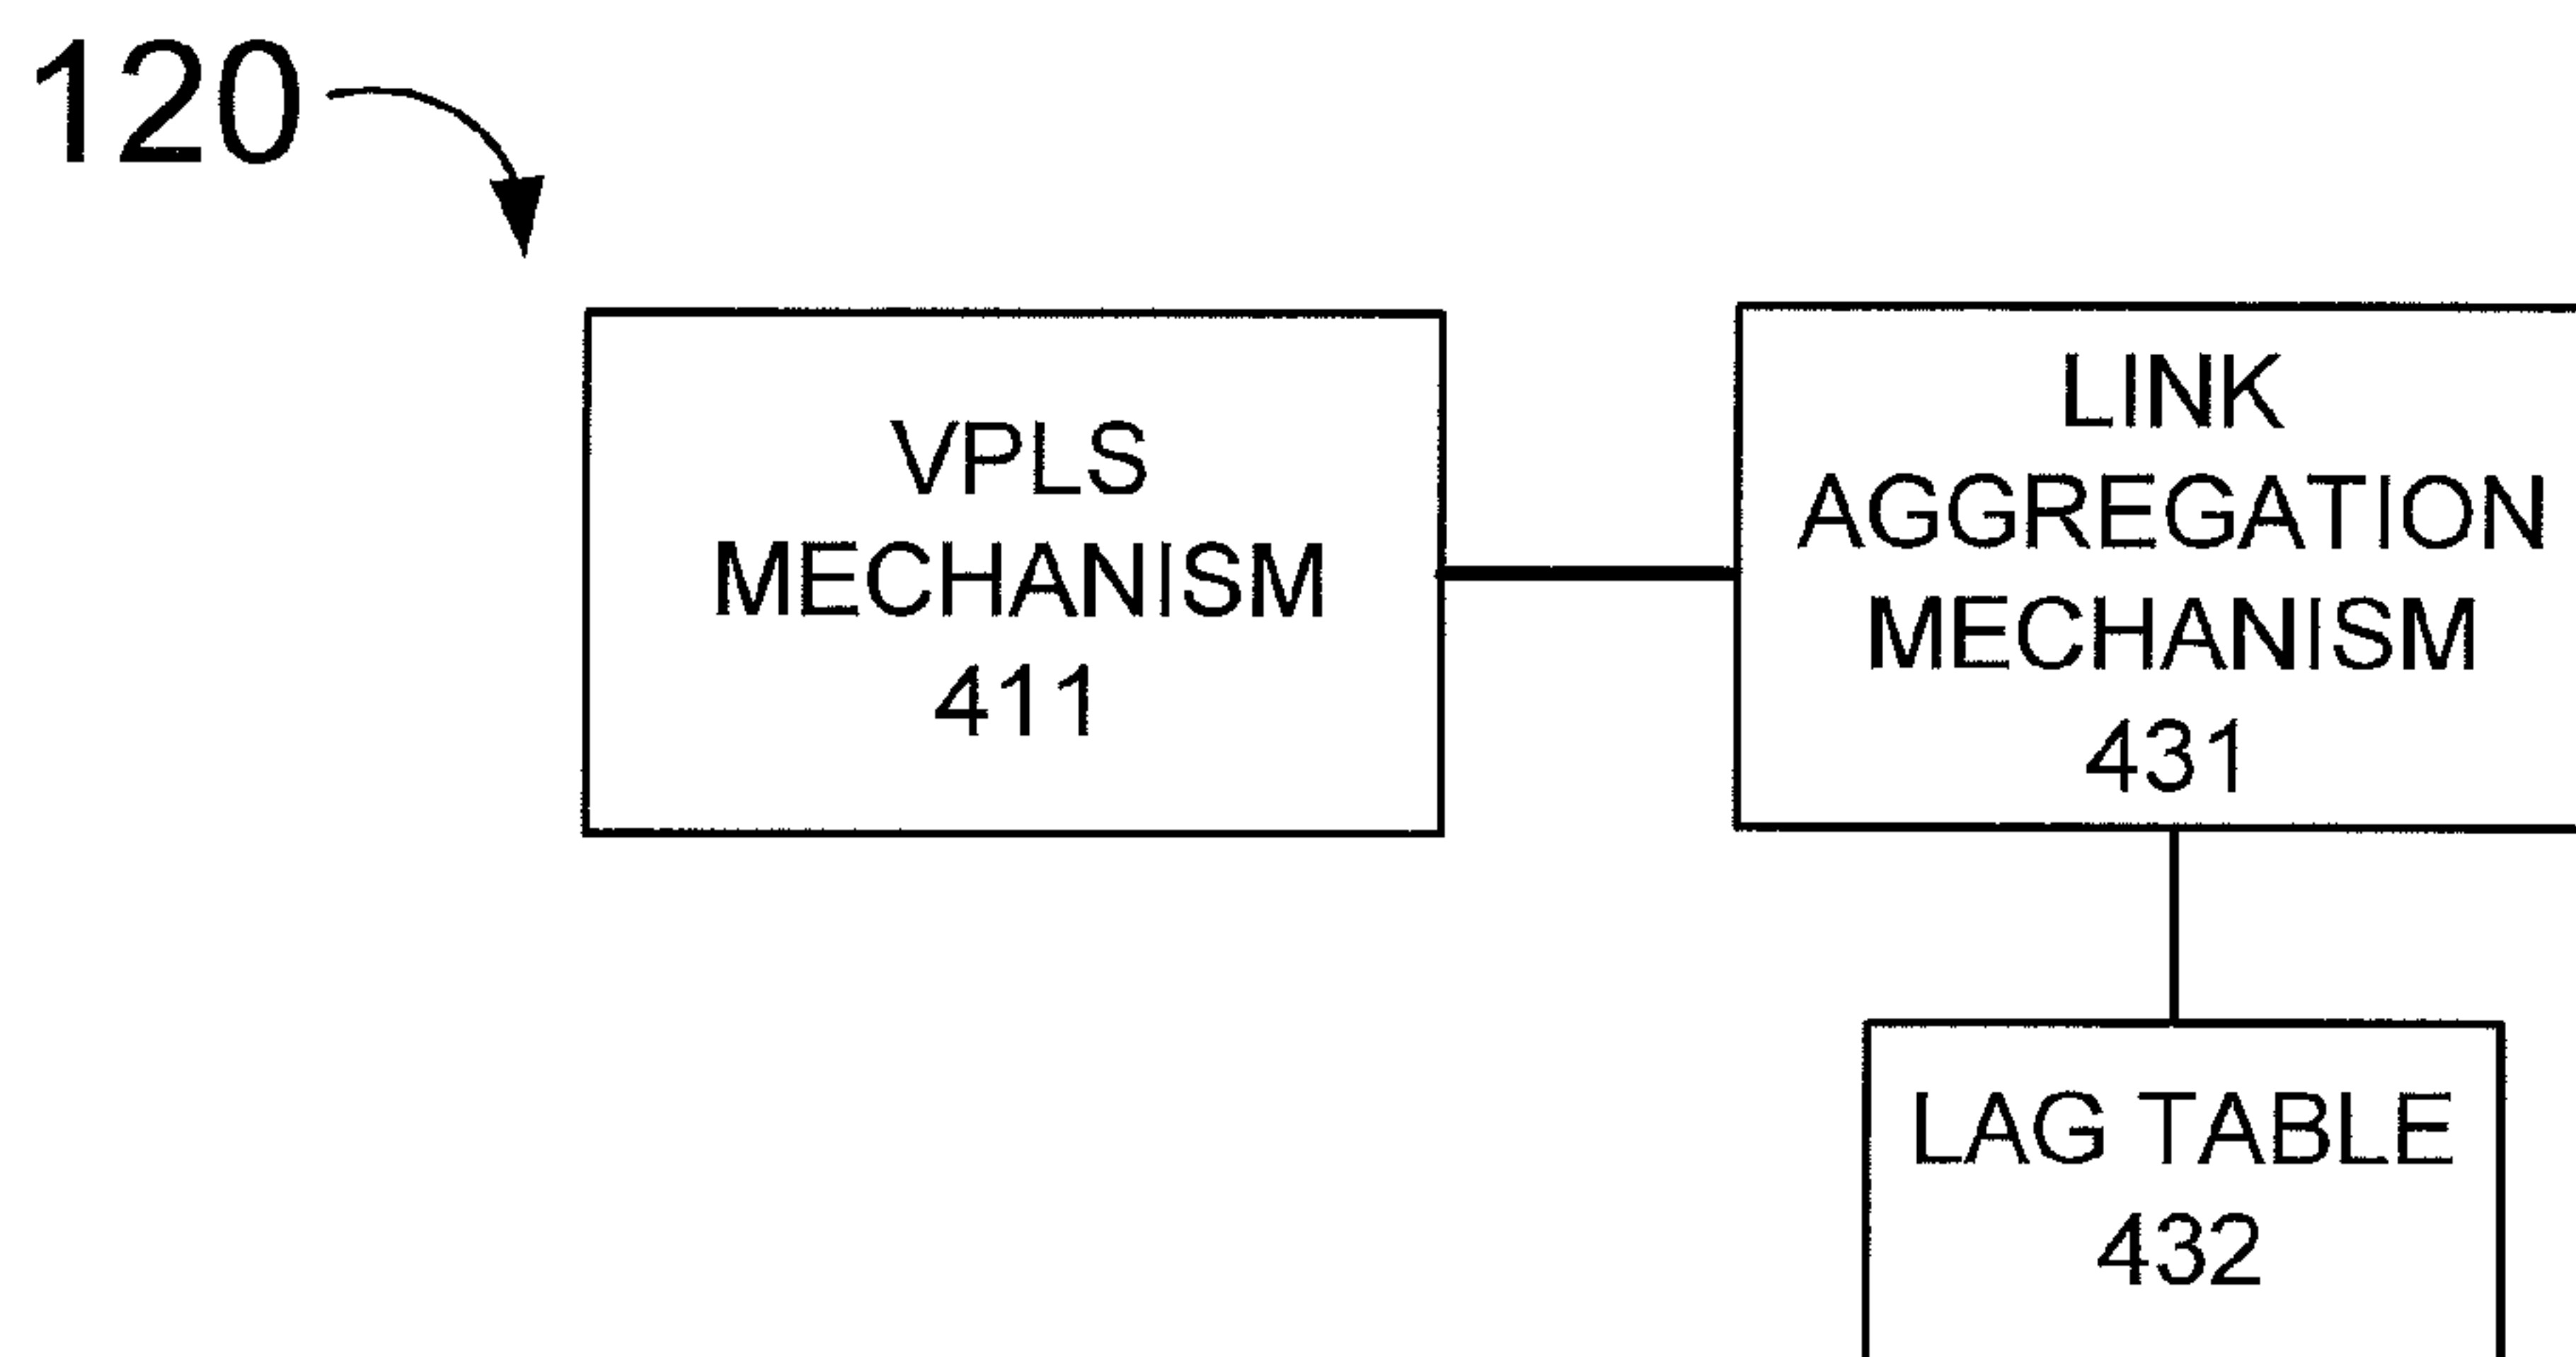 120
VPLS
MECHANISM
411
LINK
AGGREGATION
MECHANISM
431
LAG TABLE
432